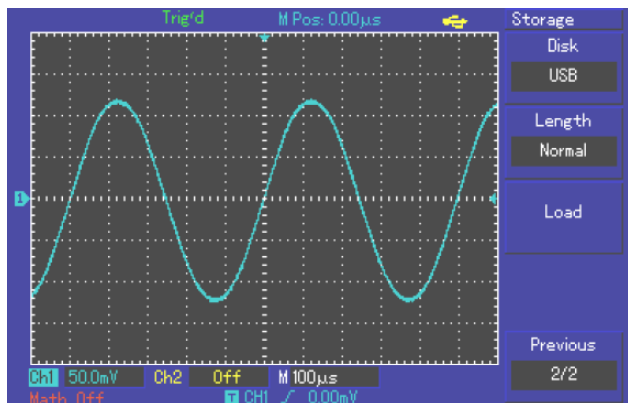 Trig'd M Pos: 0.00μs Storage
Disk
USB
Length
Normal
Load
1
Previous
2/2
Ch1 50.0mV Ch2 Off M 100μs
Math Off T CH1 0.00mV